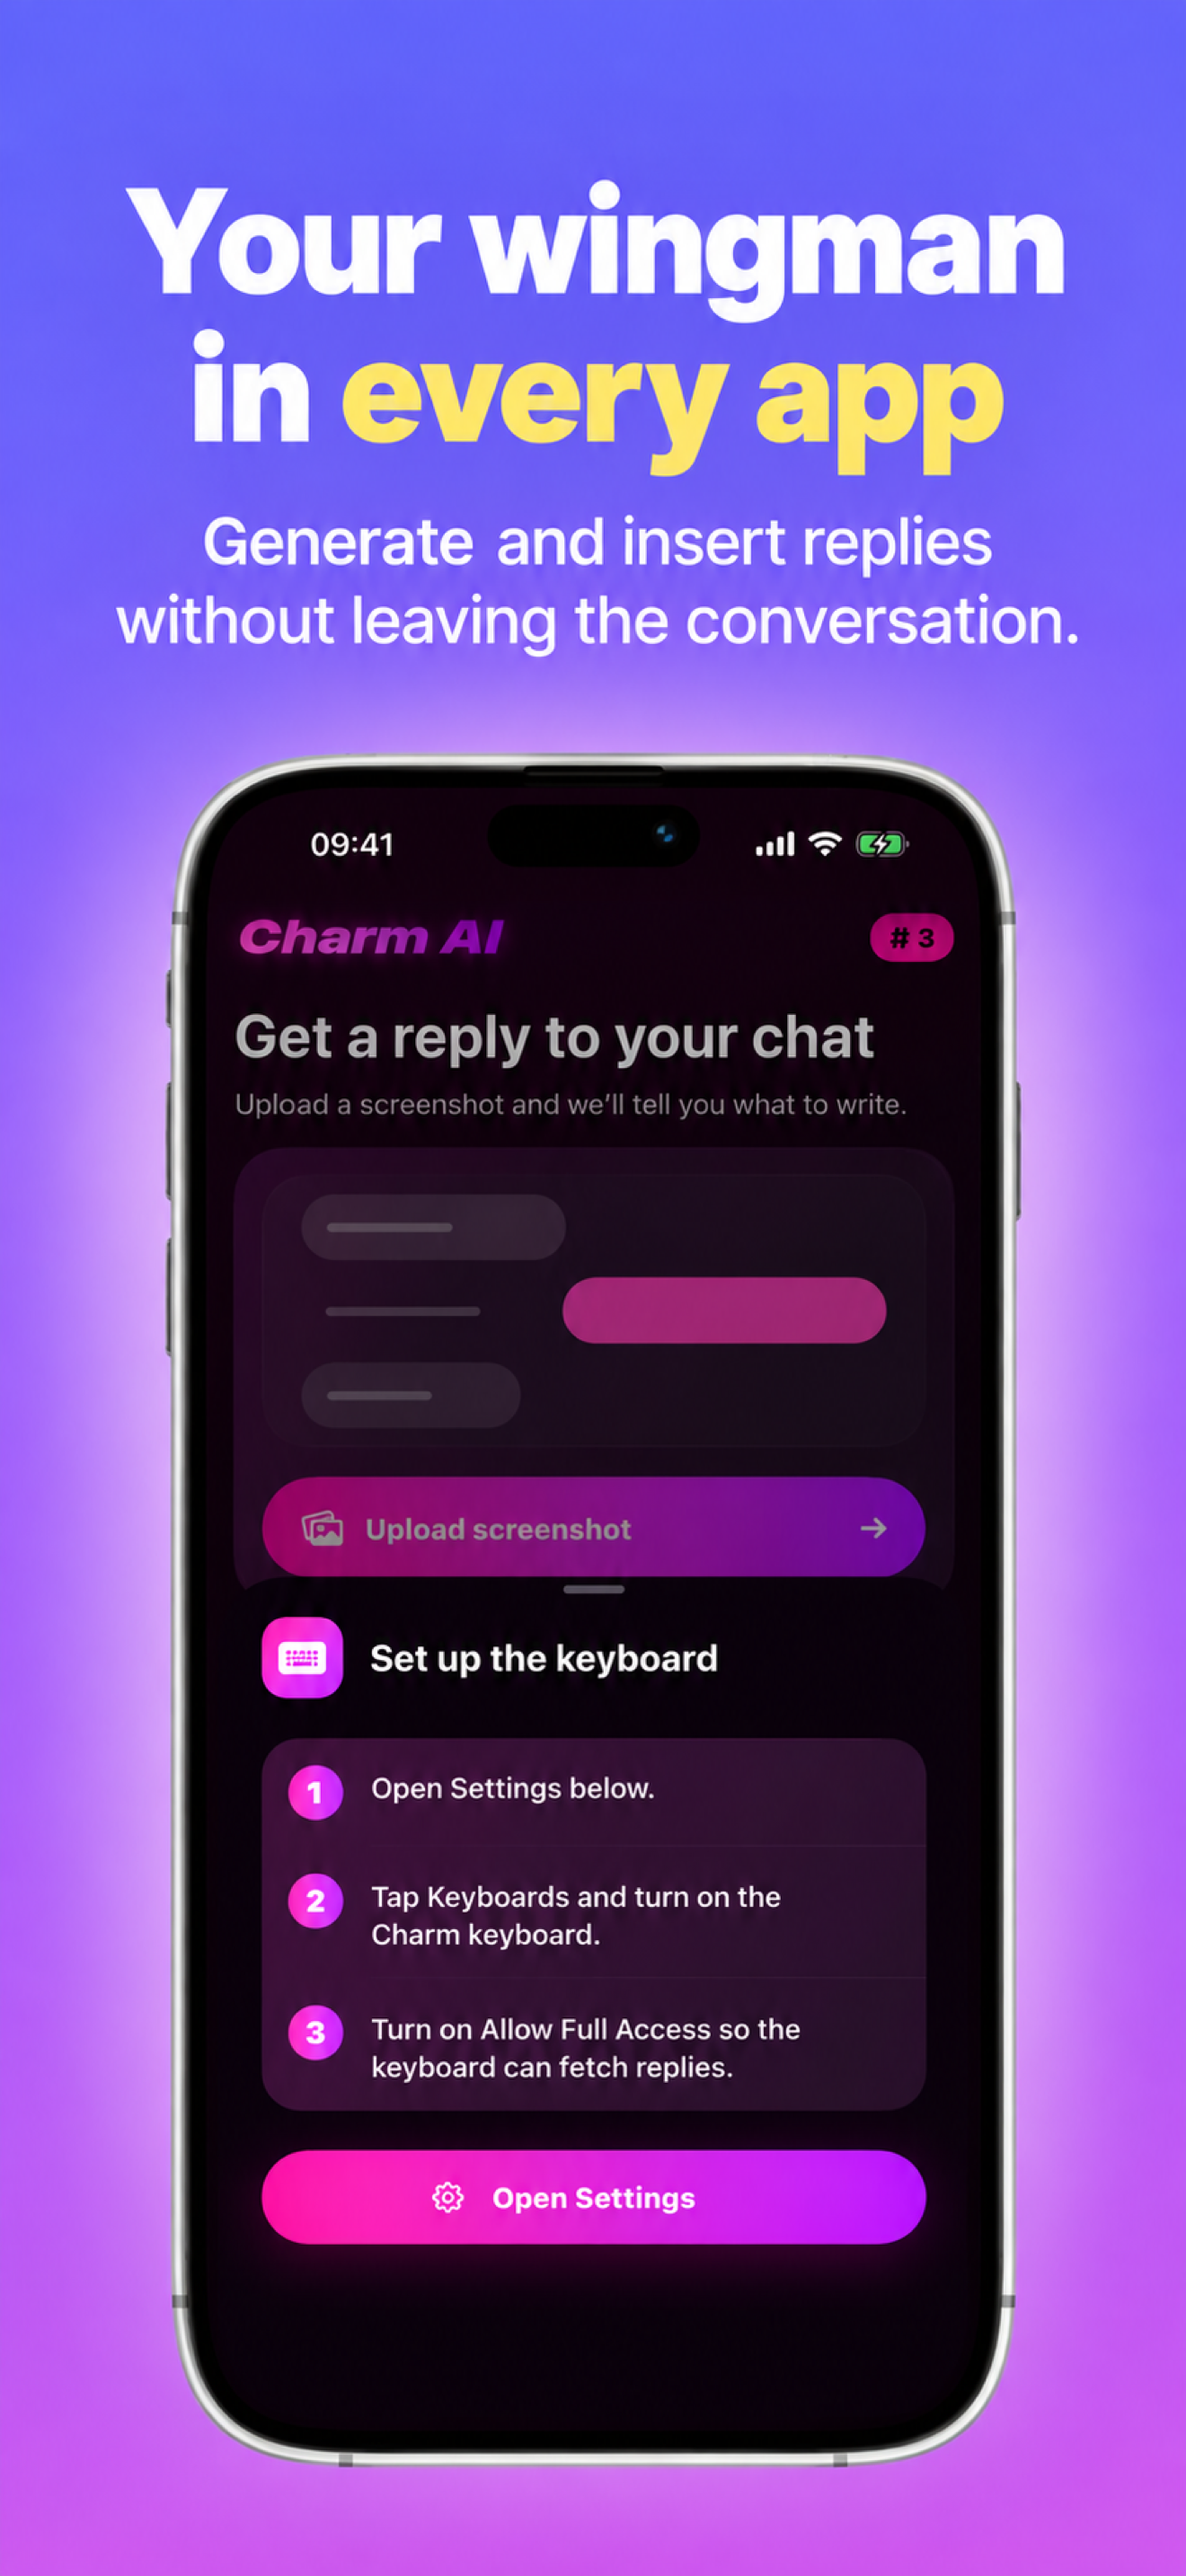 Your wingman
in every app
Generate and insert replies
without leaving the conversation.
09:41
Charm AI
# 3
Get a reply to your chat
Upload a screenshot and we’ll tell you what to write.
Upload screenshot
Set up the keyboard
1
Open Settings below.
2
Tap Keyboards and turn on the
Charm keyboard.
3
Turn on Allow Full Access so the
keyboard can fetch replies.
Open Settings